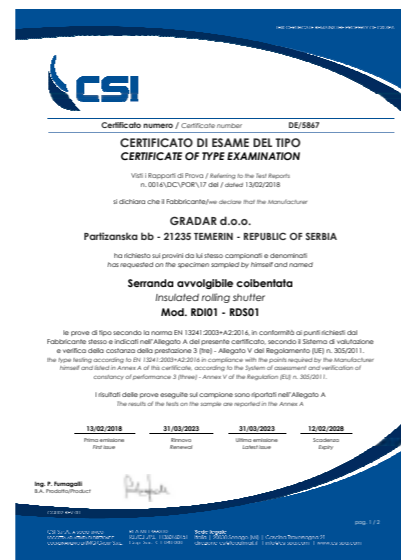 CSI
Certificato numero / Certificate number DE/5867
CERTIFICATO DI ESAME DEL TIPO
CERTIFICATE OF TYPE EXAMINATION
Visti i Rapporti di Prova / Referring to the Test Reports
n. 0016\DC\POR\17 del / dated 13/02/2018
si dichiara che il Fabbricante/we declare that the Manufacturer
GRADAR d.o.o.
Partizanska bb - 21235 TEMERIN - REPUBLIC OF SERBIA
ha richiesto sui provini da lui stesso campionati e denominati
has requested on the specimen sampled by himself and named
Serranda avvolgibile coibentata
Insulated rolling shutter
Mod. RDI01 - RDS01
le prove di tipo secondo la norma EN 13241:2003+A2:2016, in conformità ai punti richiesti dal
Fabbricante stesso e indicati nell'Allegato A del presente certificato, secondo il Sistema di valutazione
e verifica della costanza della prestazione 3 (tre) - Allegato V del Regolamento (UE) n. 305/2011.
the type testing according to EN 13241:2003+A2:2016 in compliance with the points required by the Manufacturer
himself and listed in Annex A of this certificate, according to the System of assessment and verification of
constancy of performance 3 (three) - Annex V of the Regulation (EU) n. 305/2011.
I risultati delle prove eseguite sul campione sono riportati nell'Allegato A
The results of the tests on the sample are reported in the Annex A
13/02/2018 31/03/2023 31/03/2023 12/02/2028
Prima emissione Rinnovo Ultima emissione Scadenza
First issue Renewal Latest issue Expiry
Ing. P. Fumagalli
B.A. Prodotto/Product
pag. 1 / 2
Sede legale